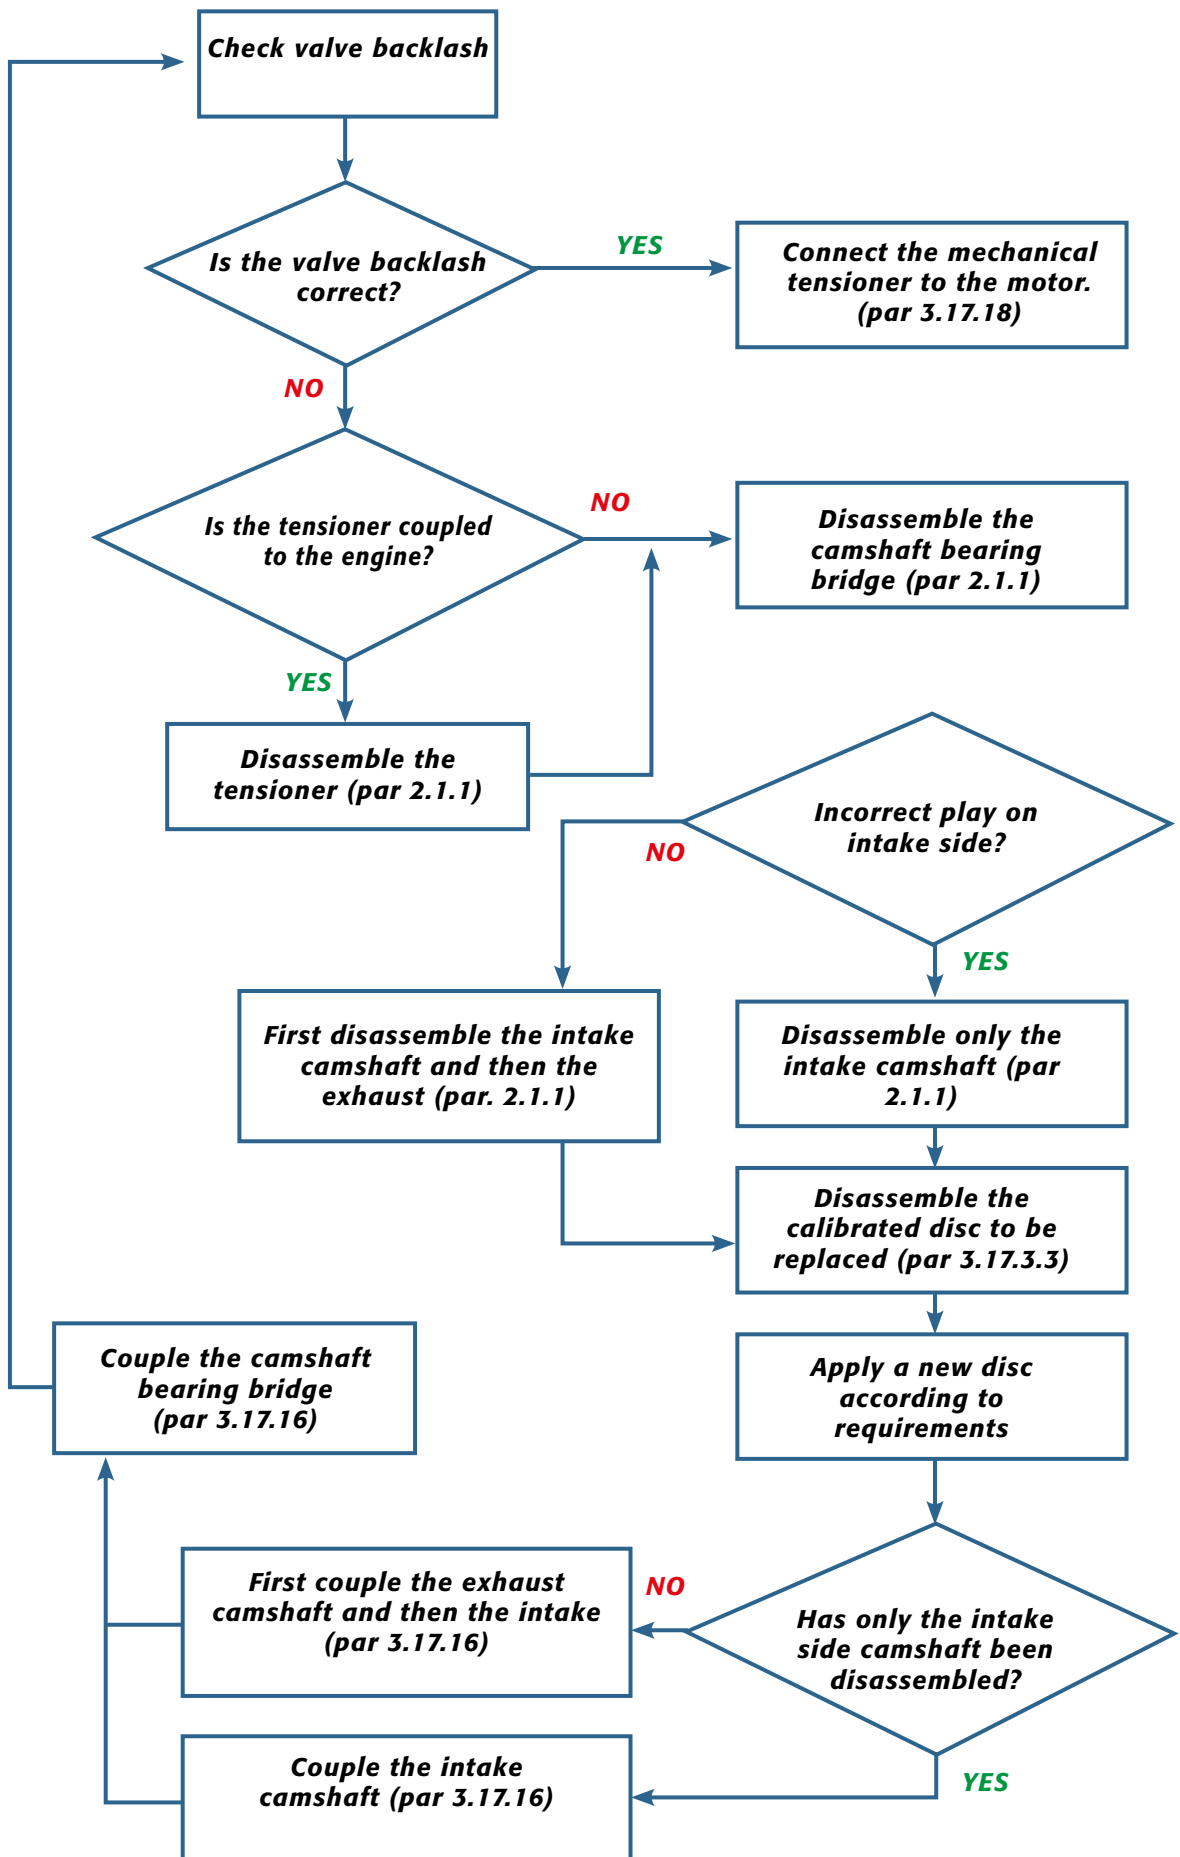 Check valve backlash
Is the valve backlash
correct?
YES
Connect the mechanical
tensioner to the motor.
(par 3.17.18)
NO
Is the tensioner coupled
to the engine?
NO
Disassemble the
camshaft bearing
bridge (par 2.1.1)
YES
Disassemble the
tensioner (par 2.1.1)
Incorrect play on
intake side?
NO
YES
First disassemble the intake
camshaft and then the
exhaust (par. 2.1.1)
Disassemble only the
intake camshaft (par
2.1.1)
Disassemble the
calibrated disc to be
replaced (par 3.17.3.3)
Couple the camshaft
bearing bridge
(par 3.17.16)
Apply a new disc
according to
requirements
First couple the exhaust
camshaft and then the intake
(par 3.17.16)
NO
Has only the intake
side camshaft been
disassembled?
Couple the intake
camshaft (par 3.17.16)
YES